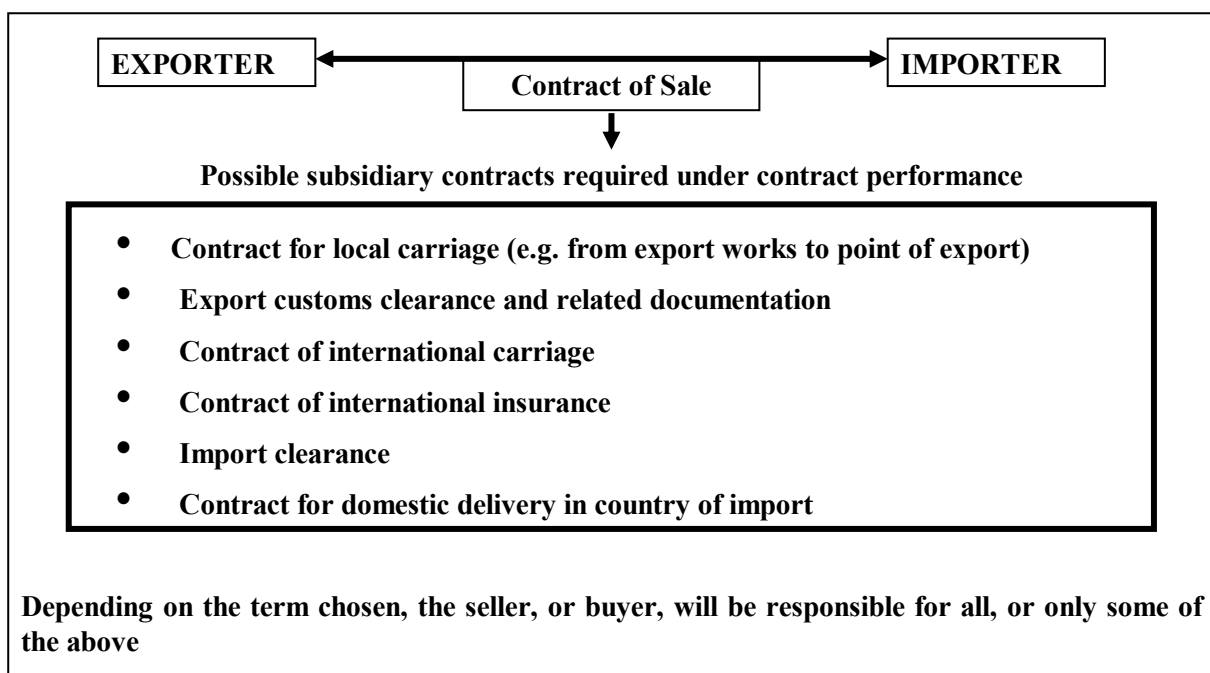 EXPORTER
IMPORTER
Contract of Sale
Possible subsidiary contracts required under contract performance
• Contract for local carriage (e.g. from export works to point of export)
• Export customs clearance and related documentation
• Contract of international carriage
• Contract of international insurance
• Import clearance
• Contract for domestic delivery in country of import
Depending on the term chosen, the seller, or buyer, will be responsible for all, or only some of
the above